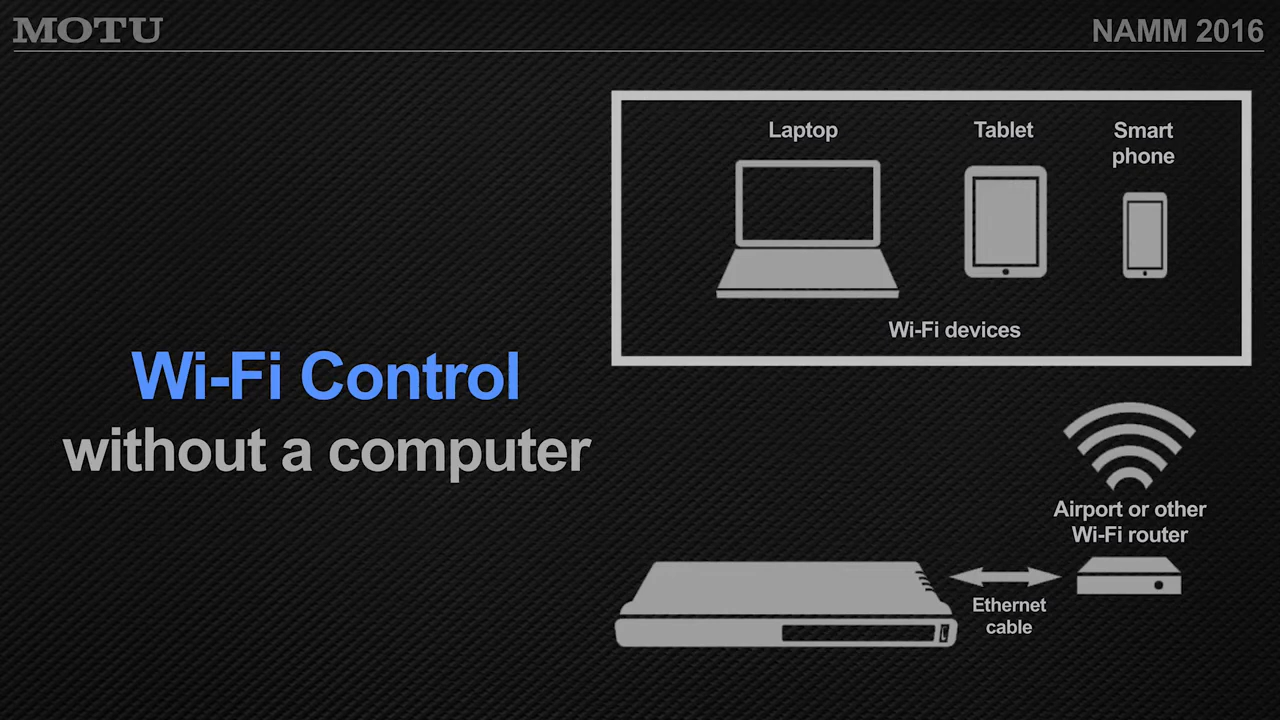 MOTU
NAMM 2016
Laptop
Tablet
Smart
phone
Wi-Fi devices
Wi-Fi Control
without a computer
Airport or other
Wi-Fi router
Ethernet
cable